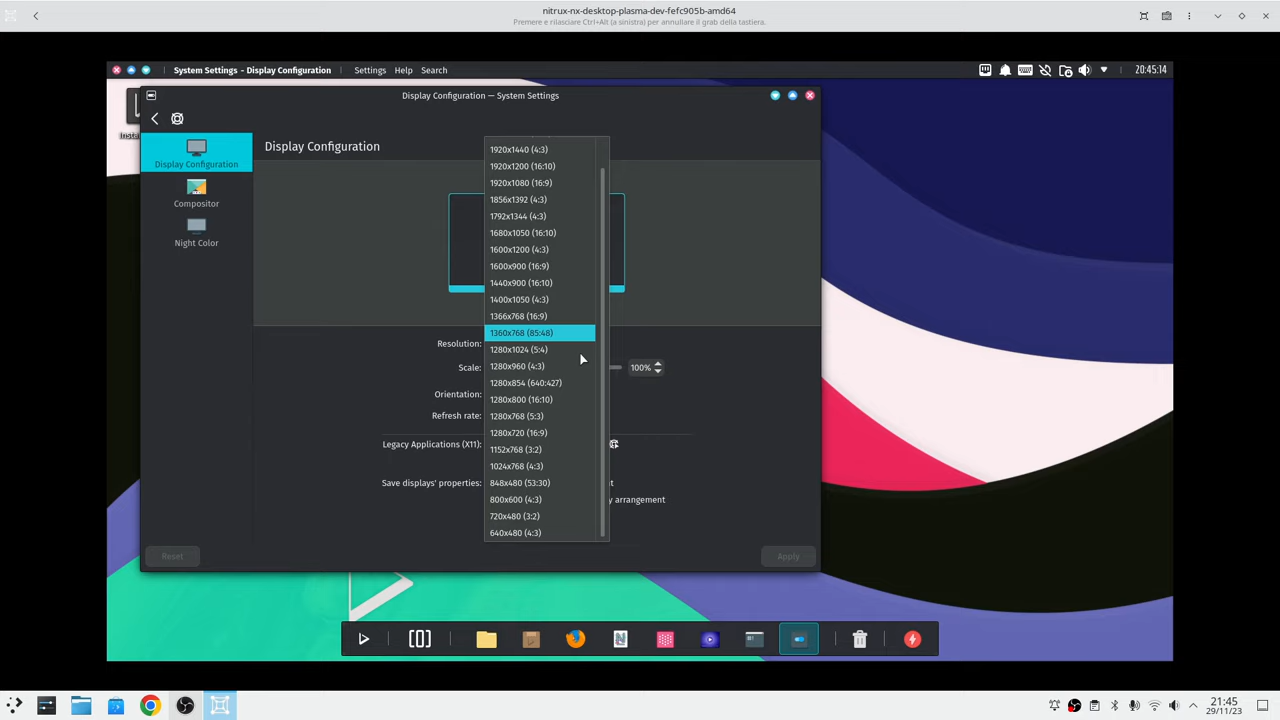 nitrux-nx-desktop-plasma-dev-fefc905b-amd64
Premere e rilasciare Ctrl+Alt (a sinistra) per annullare il grab della tastiera.
System Settings - Display Configuration
Settings Help Search
20:45:14
Display Configuration — System Settings
Display Configuration
Compositor
Night Color
Display Configuration
1920x1440 (4:3)
1920x1200 (16:10)
1920x1080 (16:9)
1856x1392 (4:3)
1792x1344 (4:3)
1680x1050 (16:10)
1600x1200 (4:3)
1600x900 (16:9)
1440x900 (16:10)
1400x1050 (4:3)
1366x768 (16:9)
1360x768 (85:48)
1280x1024 (5:4)
1280x960 (4:3)
1280x854 (640:427)
1280x800 (16:10)
1280x768 (5:3)
1280x720 (16:9)
1152x768 (3:2)
1024x768 (4:3)
848x480 (53:30)
800x600 (4:3)
720x480 (3:2)
640x480 (4:3)
Resolution:
Scale:
100%
Orientation:
Refresh rate:
Legacy Applications (X11):
Save displays' properties:
arrangement
Reset
Apply
21:45
29/11/23